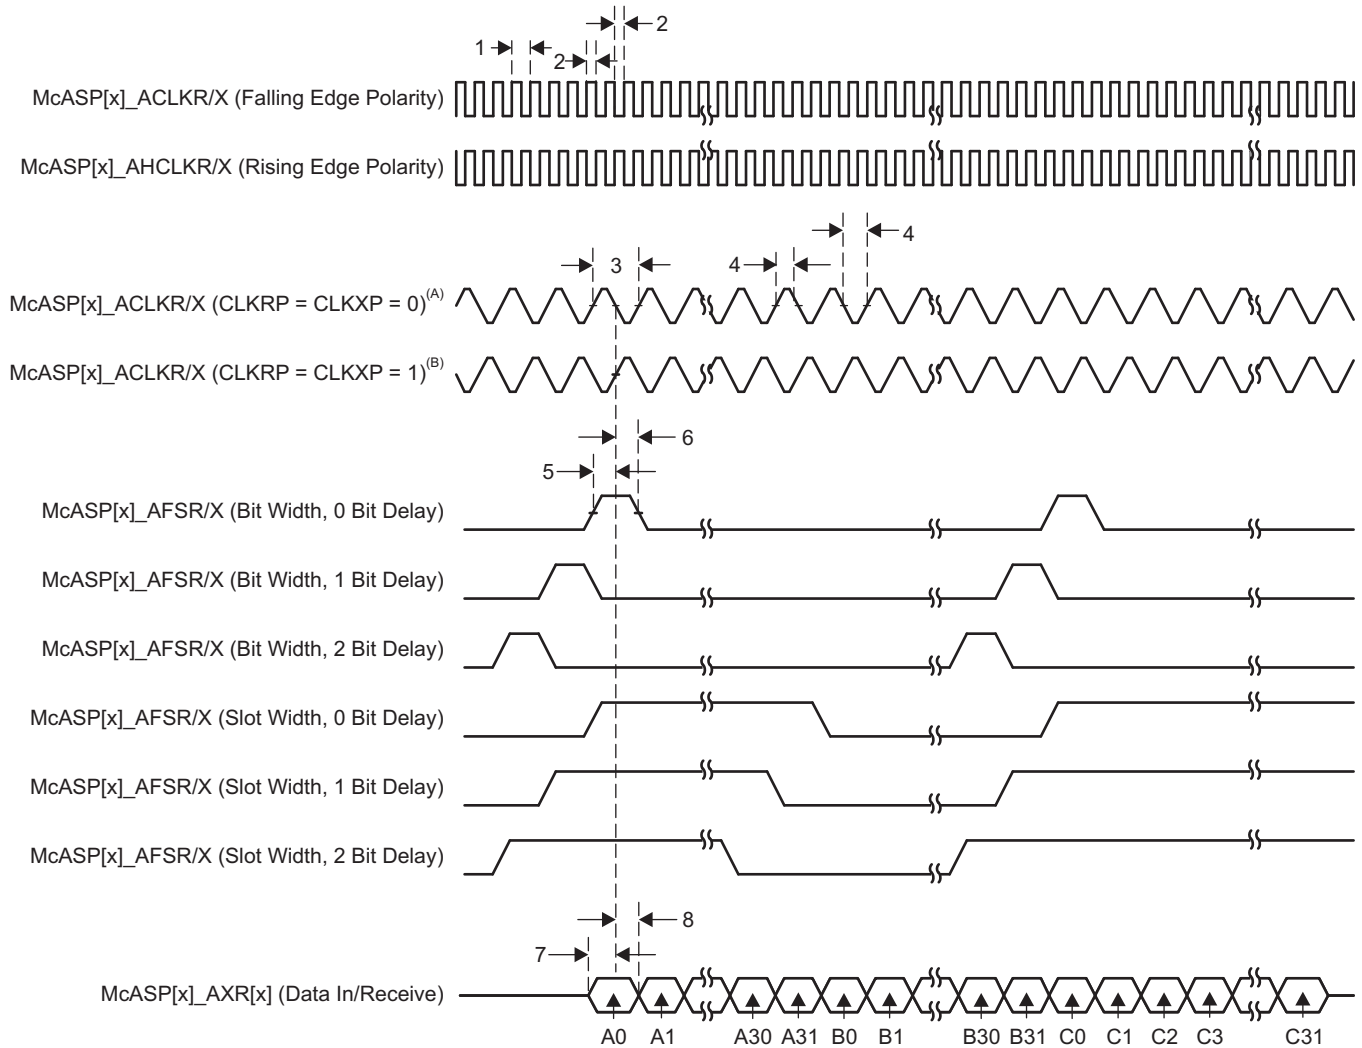 2
1
2
McASP[x]_ACLKR/X (Falling Edge Polarity)
McASP[x]_AHCLKR/X (Rising Edge Polarity)
4
3
4
McASP[x]_ACLKR/X (CLKRP = CLKXP = 0)(A)
McASP[x]_ACLKR/X (CLKRP = CLKXP = 1)(B)
6
5
McASP[x]_AFSR/X (Bit Width, 0 Bit Delay)
McASP[x]_AFSR/X (Bit Width, 1 Bit Delay)
McASP[x]_AFSR/X (Bit Width, 2 Bit Delay)
McASP[x]_AFSR/X (Slot Width, 0 Bit Delay)
McASP[x]_AFSR/X (Slot Width, 1 Bit Delay)
McASP[x]_AFSR/X (Slot Width, 2 Bit Delay)
8
7
McASP[x]_AXR[x] (Data In/Receive)
A0 A1 A30 A31 B0 B1 B30 B31 C0 C1 C2 C3 C31